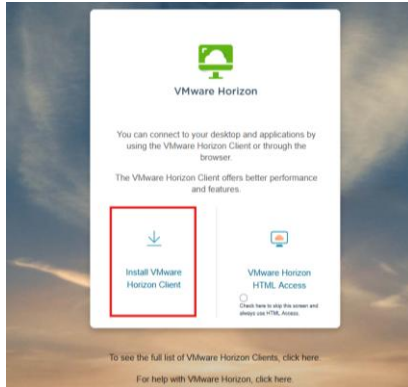 VMware Horizon
You can connect to your desktop and applications by
using the VMware Horizon Client or through the
browser.
The VMware Horizon Client offers better performance
and features.
Install VMware
Horizon Client
VMware Horizon
HTML Access
Check here to skip this screen and
always use HTML Access.
To see the full list of VMware Horizon Clients, click here.
For help with VMware Horizon, click here.